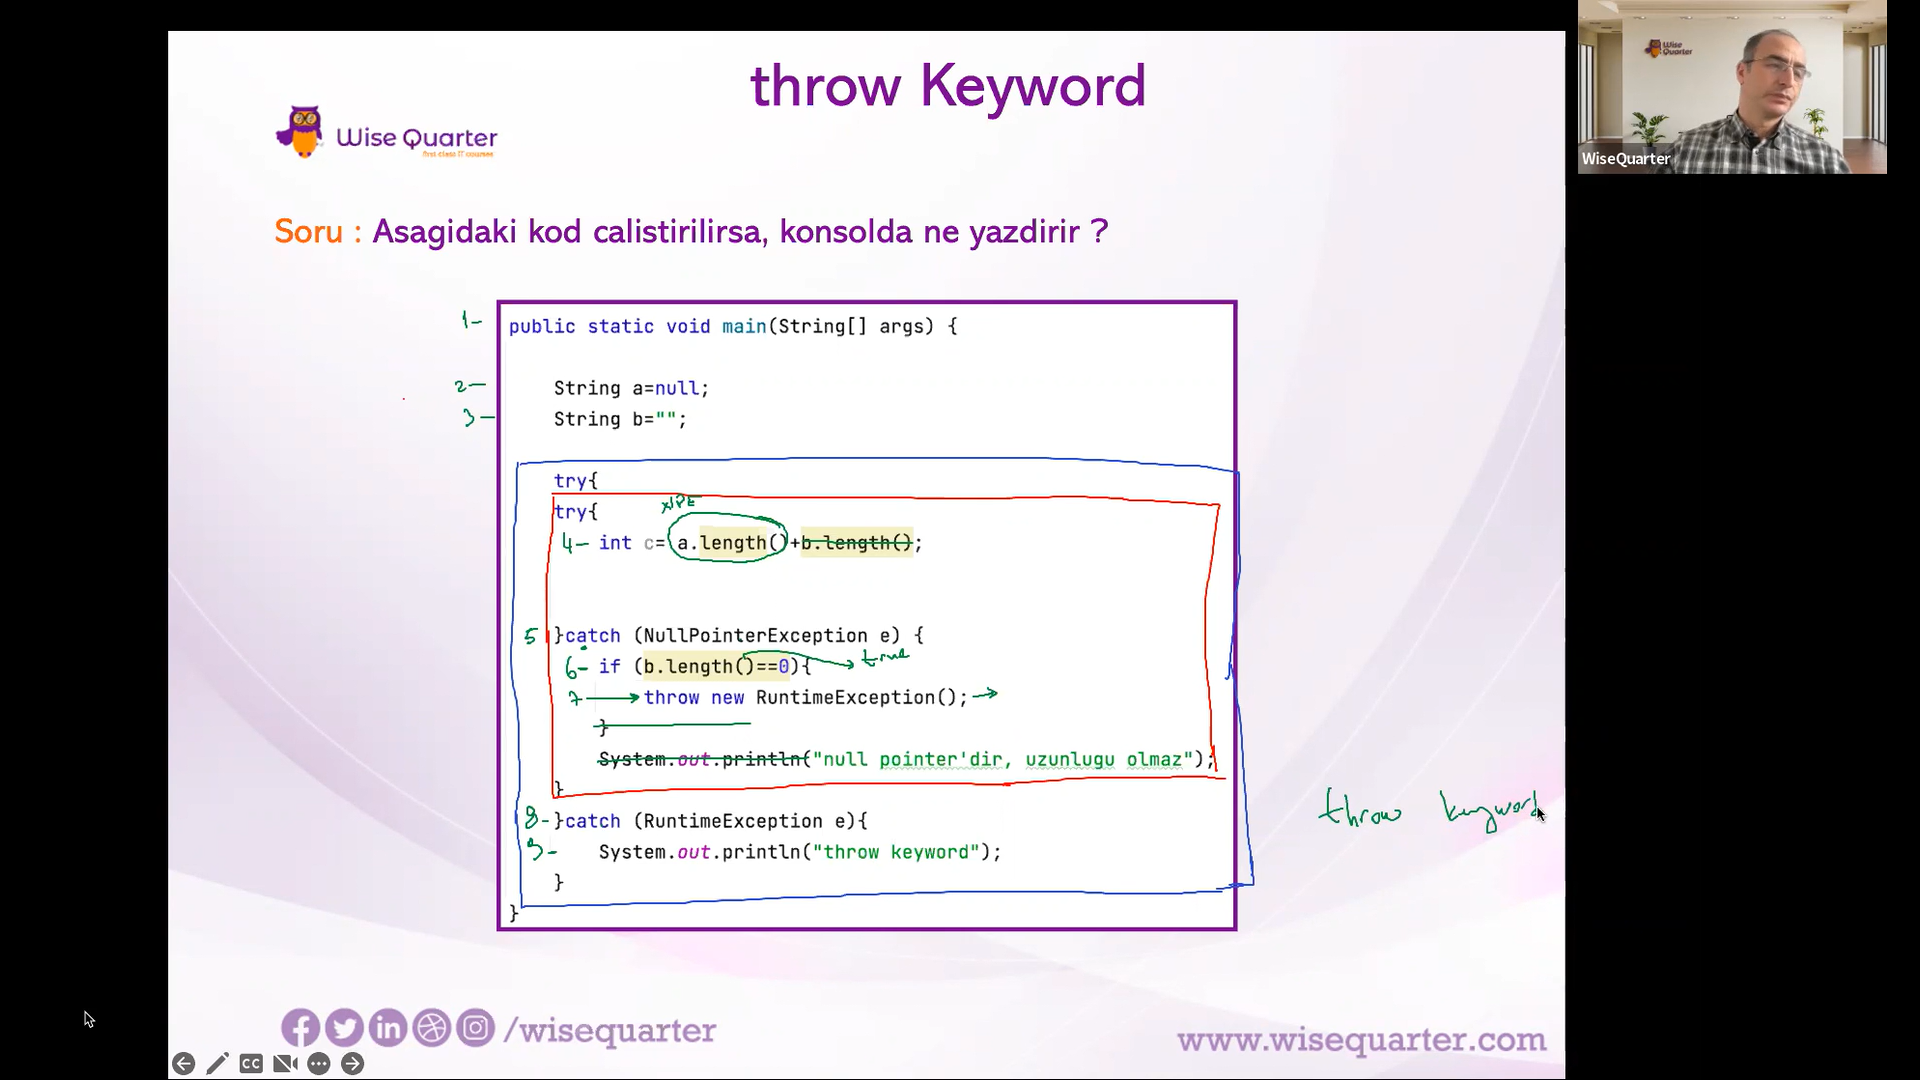 throw Keyword
Wise Quarter
first class IT courses
Wise Quarter
WiseQuarter
Soru : Asagidaki kod calistirilirsa, konsolda ne yazdirir ?
1- public static void main(String[] args) {
2- String a=null;
3- String b="";
try{
NPE
try{
4- int c= a.length()+b.length();
5 }catch (NullPointerException e) {
6- if (b.length()==0){ → true
7 → throw new RuntimeException(); →
}
System.out.println("null pointer'dir, uzunlugu olmaz");
}
8- }catch (RuntimeException e){
9- System.out.println("throw keyword");
}
}
throw keyword
/wisequarter
www.wisequarter.com
CC